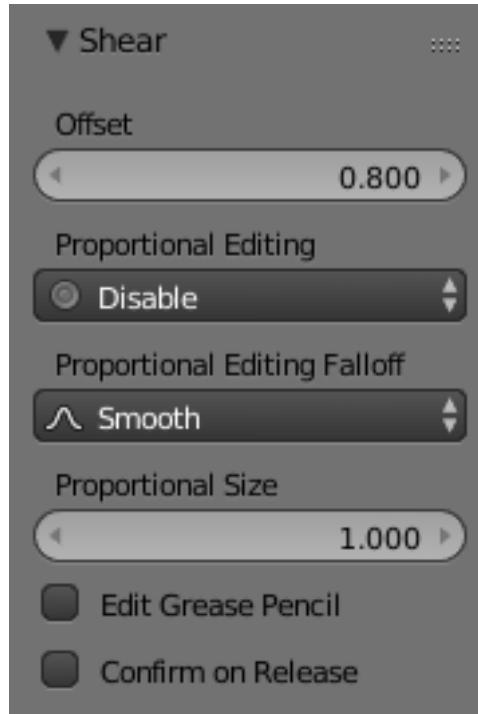 Shear
Offset
0.800
Proportional Editing
Disable
Proportional Editing Falloff
Smooth
Proportional Size
1.000
Edit Grease Pencil
Confirm on Release